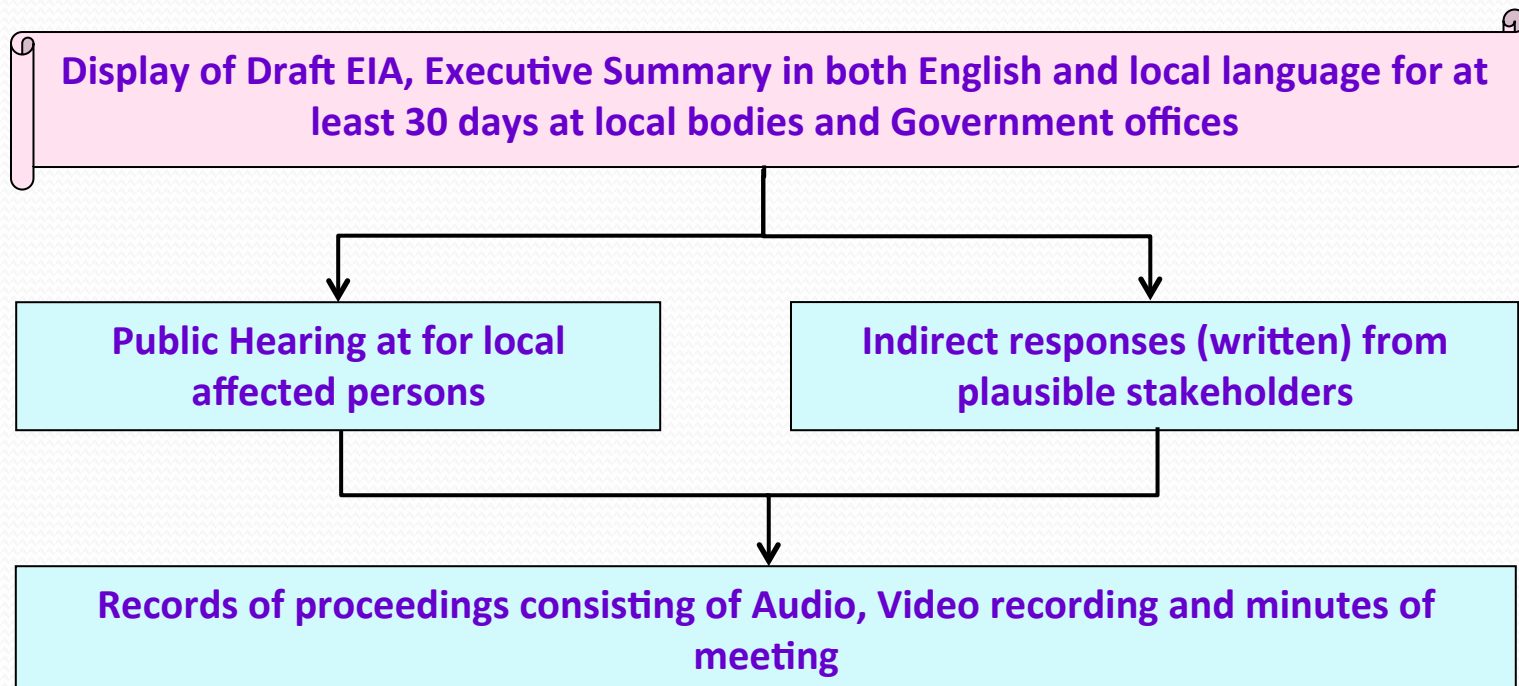 Display of Draft EIA, Executive Summary in both English and local language for at
least 30 days at local bodies and Government offices
Public Hearing at for local
affected persons
Indirect responses (written) from
plausible stakeholders
Records of proceedings consisting of Audio, Video recording and minutes of
meeting